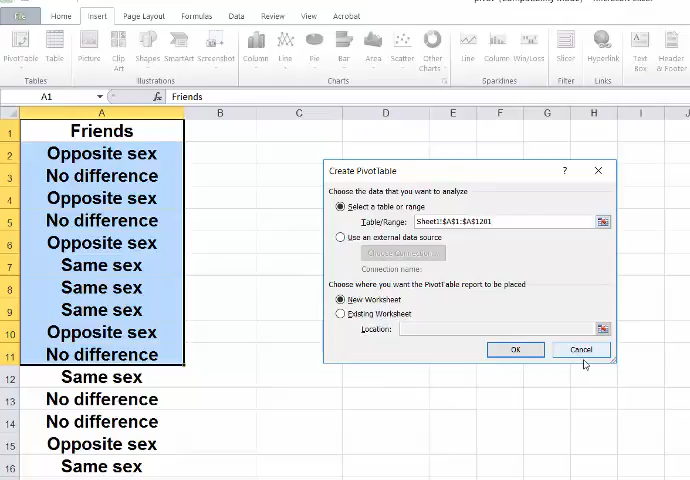 File Home Insert Page Layout Formulas Data Review View Acrobat
PivotTable Table Picture Clip Art Shapes SmartArt Screenshot Column Line Pie Bar Area Scatter Other Charts Line Column Win/Loss Slicer Hyperlink Text Box Header & Footer
Tables Illustrations Charts Sparklines Filter Links
A1 fx Friends
A B C D E F G H I J
1 Friends
2 Opposite sex
3 No difference
4 Opposite sex
5 No difference
6 Opposite sex
7 Same sex
8 Same sex
9 Same sex
10 Opposite sex
11 No difference
12 Same sex
13 No difference
14 No difference
15 Opposite sex
16 Same sex
Create PivotTable ?
Choose the data that you want to analyze
Select a table or range
Table/Range: Sheet1!$A$1:$A$1201
Use an external data source
Choose Connection...
Connection name:
Choose where you want the PivotTable report to be placed
New Worksheet
Existing Worksheet
Location:
OK Cancel